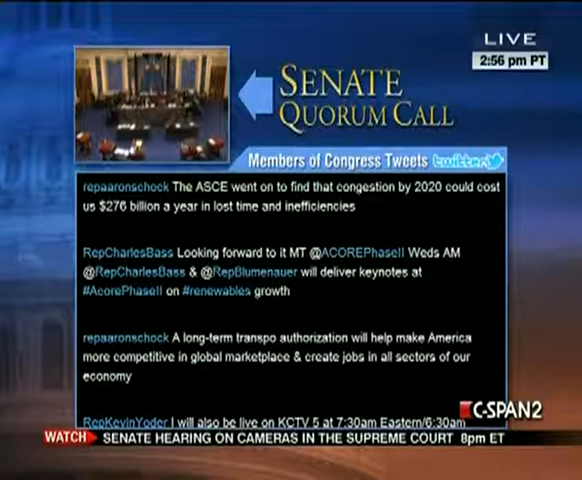 LIVE
2:56 pm PT
SENATE
QUORUM CALL
Members of Congress Tweets twitter
repaaronschock The ASCE went on to find that congestion by 2020 could cost
us $276 billion a year in lost time and inefficiencies
RepCharlesBass Looking forward to it MT @ACOREPhaseII Weds AM
@RepCharlesBass & @RepBlumenauer will deliver keynotes at
#AcorePhaseII on #renewables growth
repaaronschock A long-term transpo authorization will help make America
more competitive in global marketplace & create jobs in all sectors of our
economy
RepKevinYoder I will also be live on KCTV 5 at 7:30am Eastern/6:30am
C-SPAN2
WATCH SENATE HEARING ON CAMERAS IN THE SUPREME COURT 8pm ET